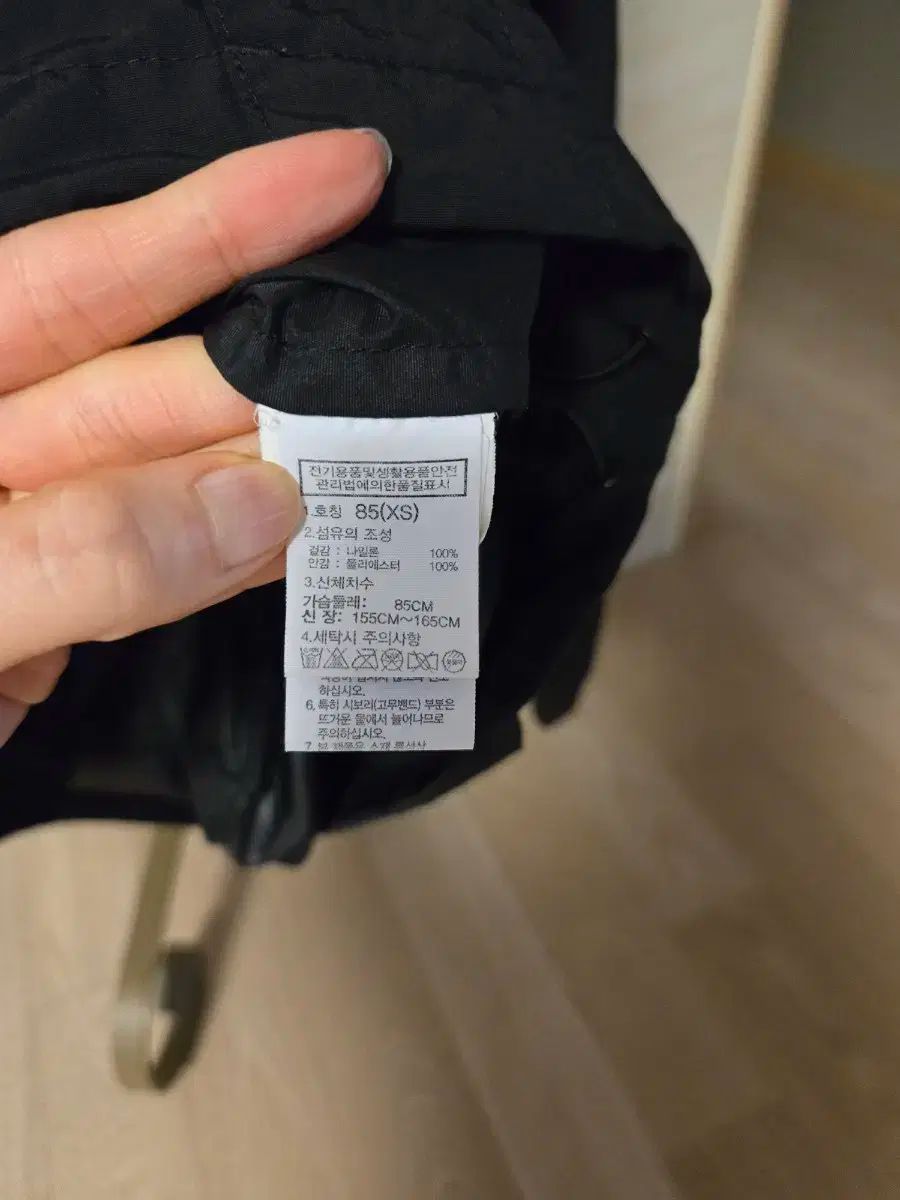 전기용품및생활용품안전
관리법에의한품질표시
1.호칭 85(XS)
2.섬유의 조성
겉감 : 나일론 100%
안감 : 폴리에스터 100%
3.신체치수
가슴둘레: 85CM
신 장: 155CM~165CM
4.세탁시 주의사항
하십시오.
6. 특히 시보리(고무밴드) 부분은
뜨거운 물에서 늘어나므로
주의하십시오.
7